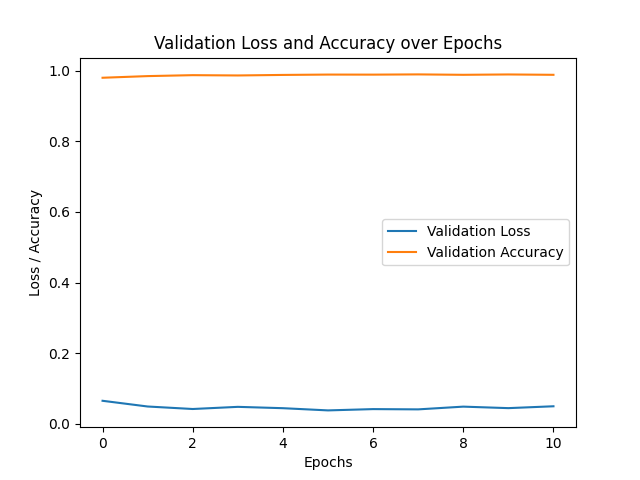 Validation Loss and Accuracy over Epochs
1.0
0.8
0.6
0.4
0.2
0.0
Loss / Accuracy
Validation Loss
Validation Accuracy
0 2 4 6 8 10
Epochs